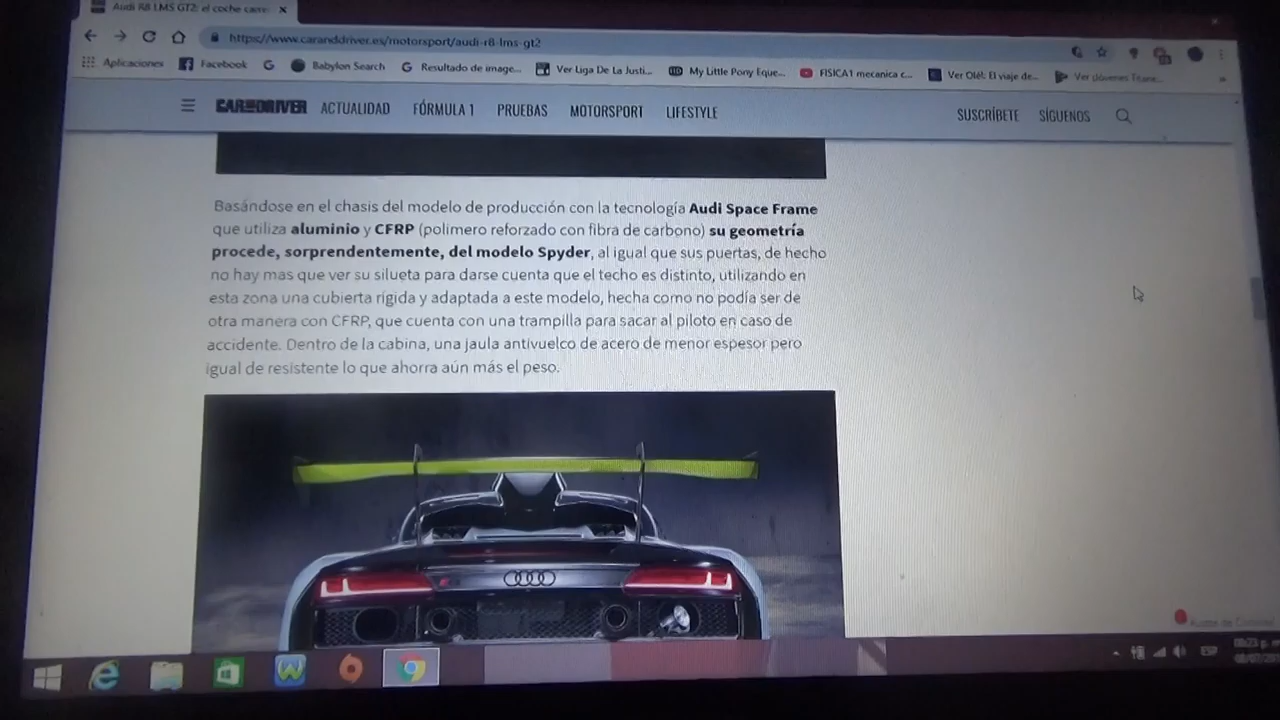 Audi R8 LMS GT2: el coche carre
https://www.caranddriver.es/motorsport/audi-r8-lms-gt2
Aplicaciones Facebook Babylon Search Resultado de image... Ver Liga De La Justi... My Little Pony Eque... FISICA1 mecanica c... Ver Olé!: El viaje de... Ver Jóvenes Titane...
CAR AND DRIVER ACTUALIDAD FÓRMULA 1 PRUEBAS MOTORSPORT LIFESTYLE SUSCRÍBETE SÍGUENOS
Basándose en el chasis del modelo de producción con la tecnología Audi Space Frame
que utiliza aluminio y CFRP (polimero reforzado con fibra de carbono) su geometría
procede, sorprendentemente, del modelo Spyder, al igual que sus puertas, de hecho
no hay mas que ver su silueta para darse cuenta que el techo es distinto, utilizando en
esta zona una cubierta rígida y adaptada a este modelo, hecha como no podía ser de
otra manera con CFRP, que cuenta con una trampilla para sacar al piloto en caso de
accidente. Dentro de la cabina, una jaula antivuelco de acero de menor espesor pero
igual de resistente lo que ahorra aún más el peso.
ESP